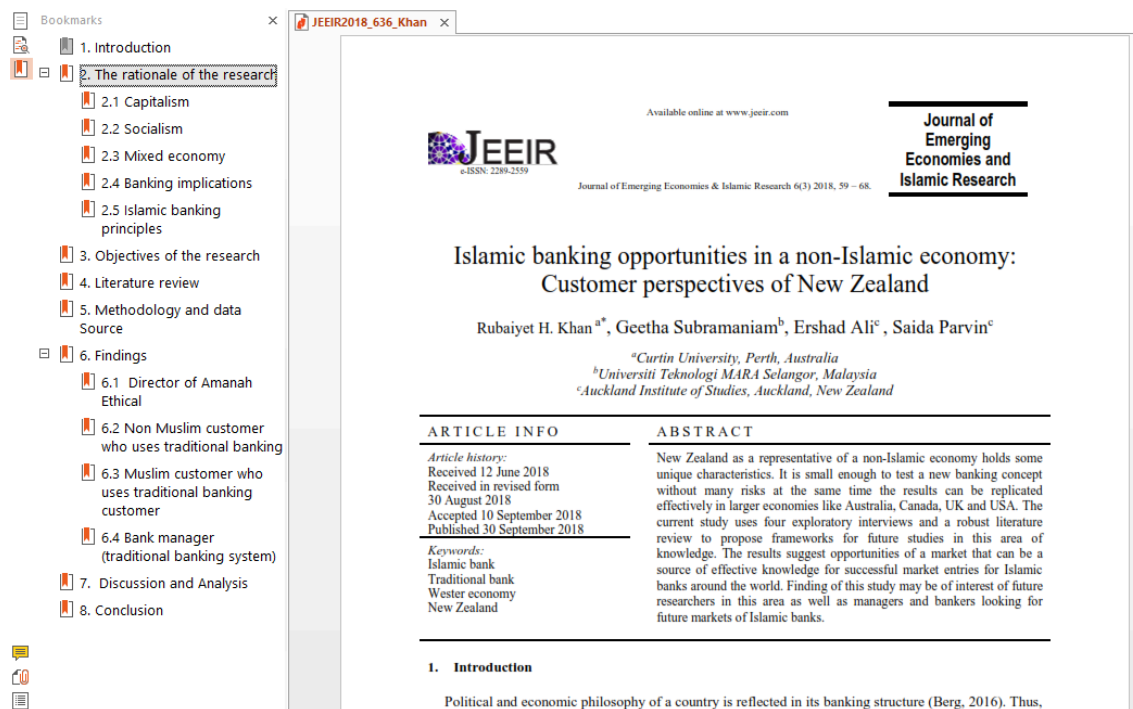 Bookmarks
1. Introduction
2. The rationale of the research
2.1 Capitalism
2.2 Socialism
2.3 Mixed economy
2.4 Banking implications
2.5 Islamic banking
principles
3. Objectives of the research
4. Literature review
5. Methodology and data
Source
6. Findings
6.1 Director of Amanah
Ethical
6.2 Non Muslim customer
who uses traditional banking
6.3 Muslim customer who
uses traditional banking
customer
6.4 Bank manager
(traditional banking system)
7. Discussion and Analysis
8. Conclusion
JEEIR2018_636_Khan
Available online at www.jeeir.com
JEEIR
e-ISSN: 2289-2559
Journal of Emerging Economies & Islamic Research 6(3) 2018, 59 – 68.
Journal of
Emerging
Economies and
Islamic Research
Islamic banking opportunities in a non-Islamic economy:
Customer perspectives of New Zealand
Rubaiyet H. Khan a*, Geetha Subramaniamb, Ershad Alic , Saida Parvinc
aCurtin University, Perth, Australia
bUniversiti Teknologi MARA Selangor, Malaysia
cAuckland Institute of Studies, Auckland, New Zealand
ARTICLE INFO
Article history:
Received 12 June 2018
Received in revised form
30 August 2018
Accepted 10 September 2018
Published 30 September 2018
Keywords:
Islamic bank
Traditional bank
Wester economy
New Zealand
ABSTRACT
New Zealand as a representative of a non-Islamic economy holds some
unique characteristics. It is small enough to test a new banking concept
without many risks at the same time the results can be replicated
effectively in larger economies like Australia, Canada, UK and USA. The
current study uses four exploratory interviews and a robust literature
review to propose frameworks for future studies in this area of
knowledge. The results suggest opportunities of a market that can be a
source of effective knowledge for successful market entries for Islamic
banks around the world. Finding of this study may be of interest of future
researchers in this area as well as managers and bankers looking for
future markets of Islamic banks.
1. Introduction
Political and economic philosophy of a country is reflected in its banking structure (Berg, 2016). Thus,